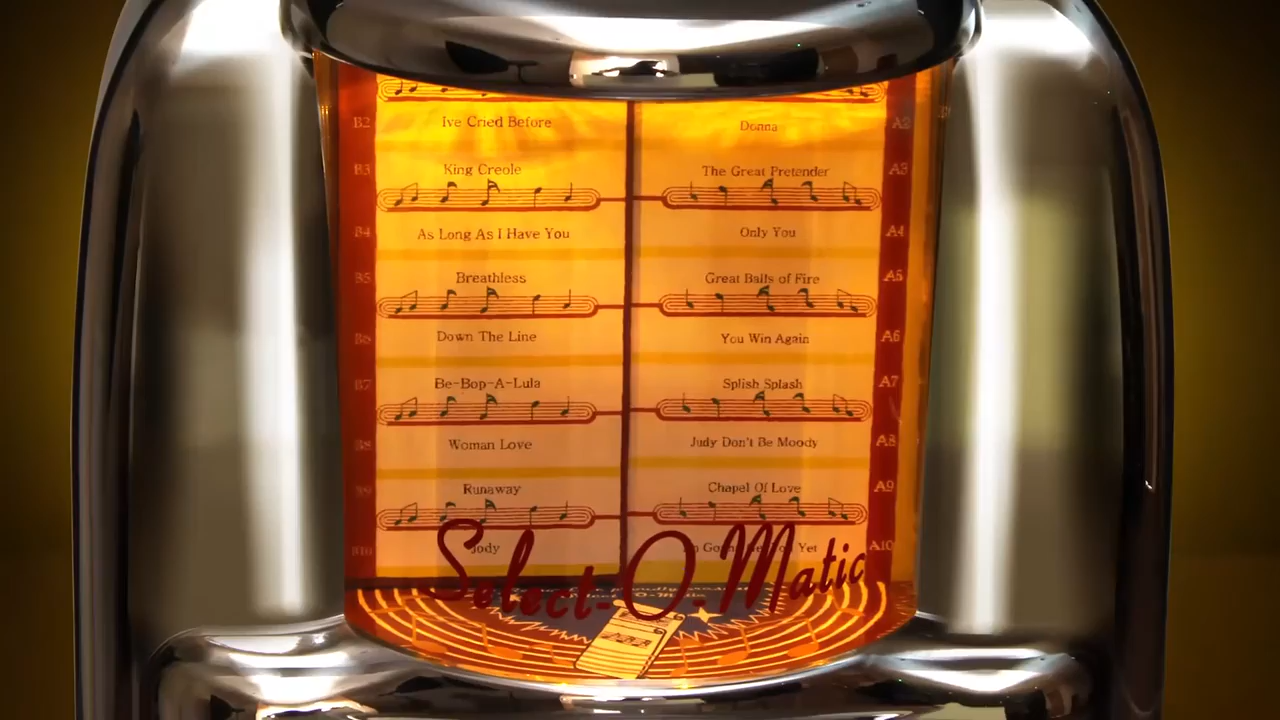 B2 Ive Cried Before Donna A2
B3 King Creole The Great Pretender A3
B4 As Long As I Have You Only You A4
B5 Breathless Great Balls of Fire A5
B6 Down The Line You Win Again A6
B7 Be-Bop-A-Lula Splish Splash A7
B8 Woman Love Judy Don't Be Moody A8
B9 Runaway Chapel Of Love A9
B10 Jody Yet A10
Select-O-Matic